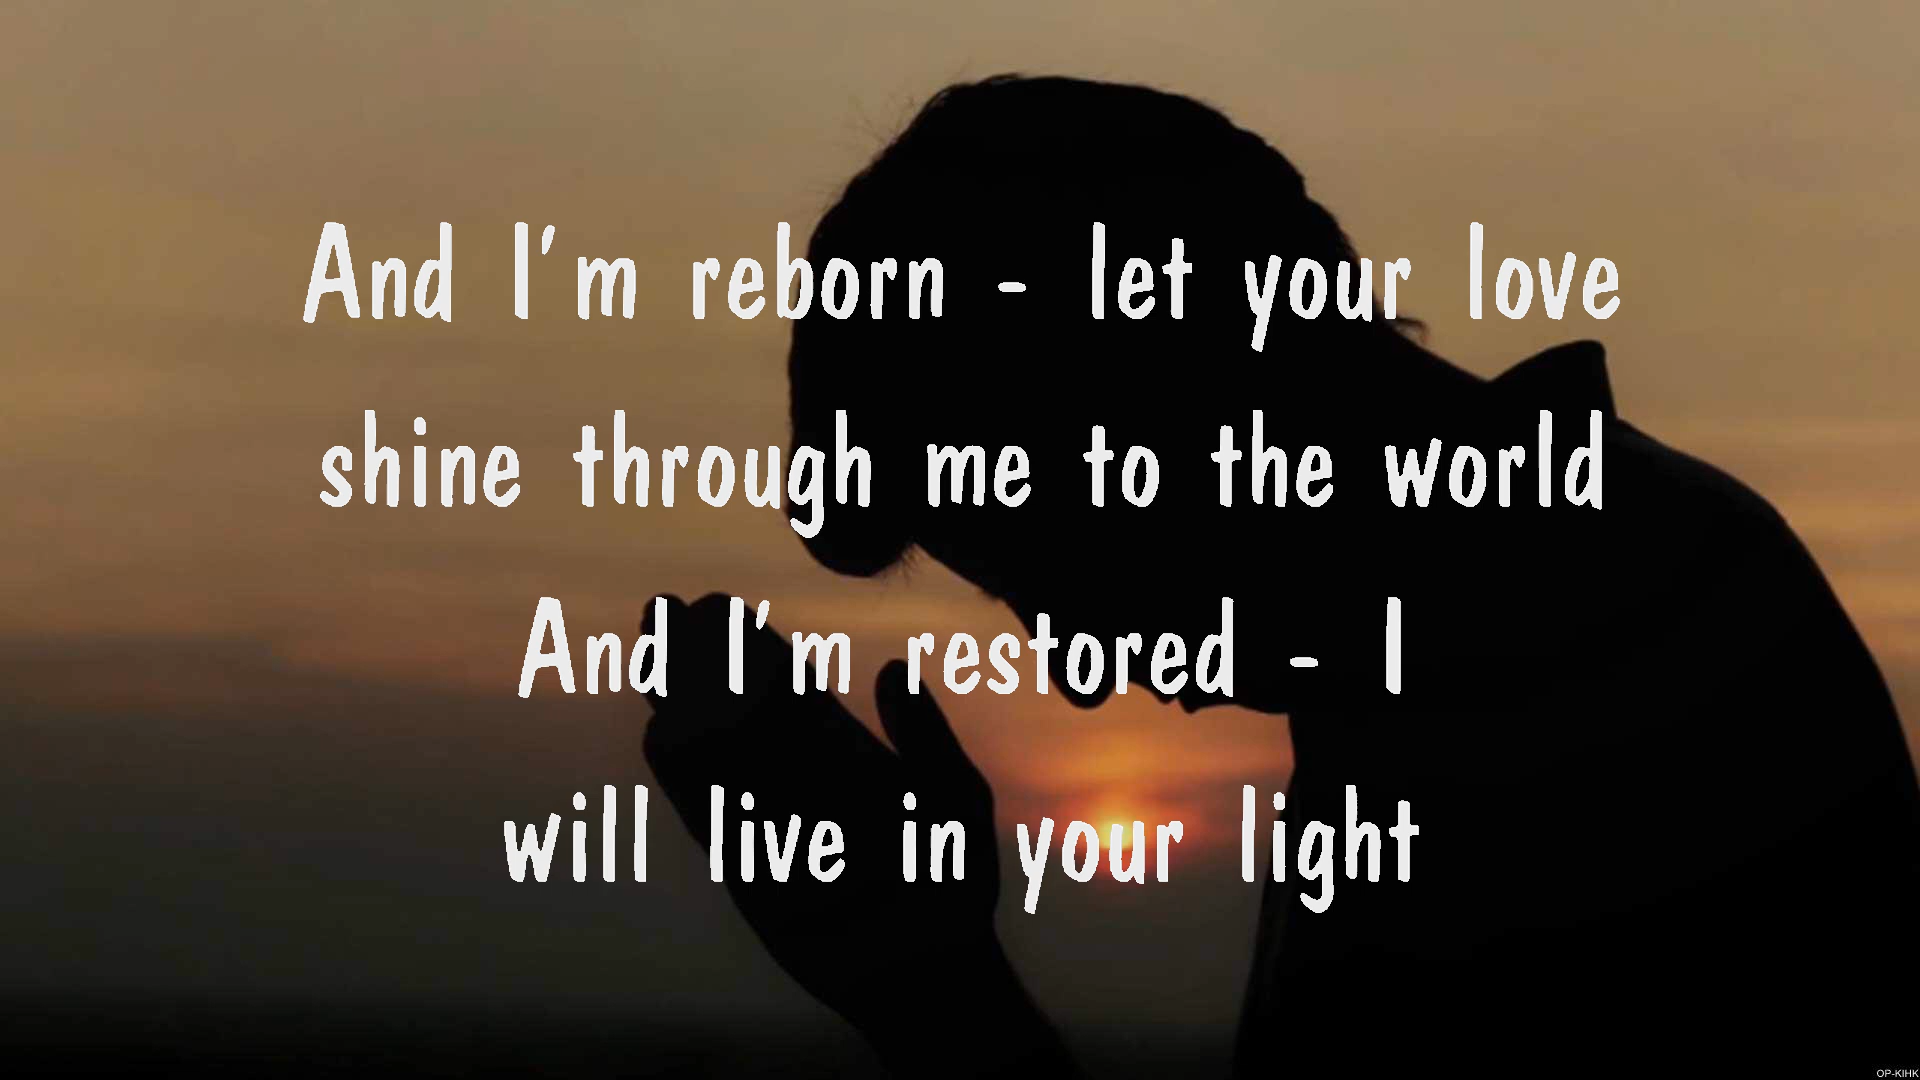 And I'm reborn - let your love
shine through me to the world
And I'm restored - I
will live in your light
OP-KIHK